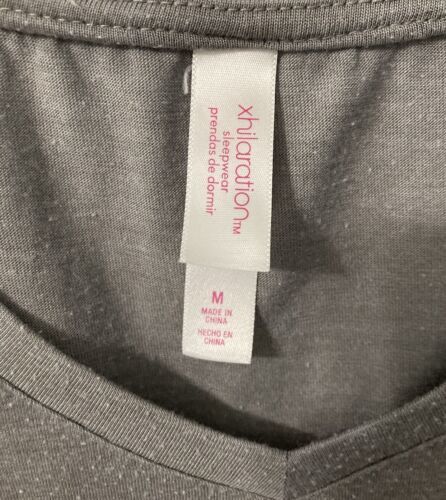 xhilaration™
sleepwear
prendas de dormir
M
MADE IN
CHINA
HECHO EN
CHINA